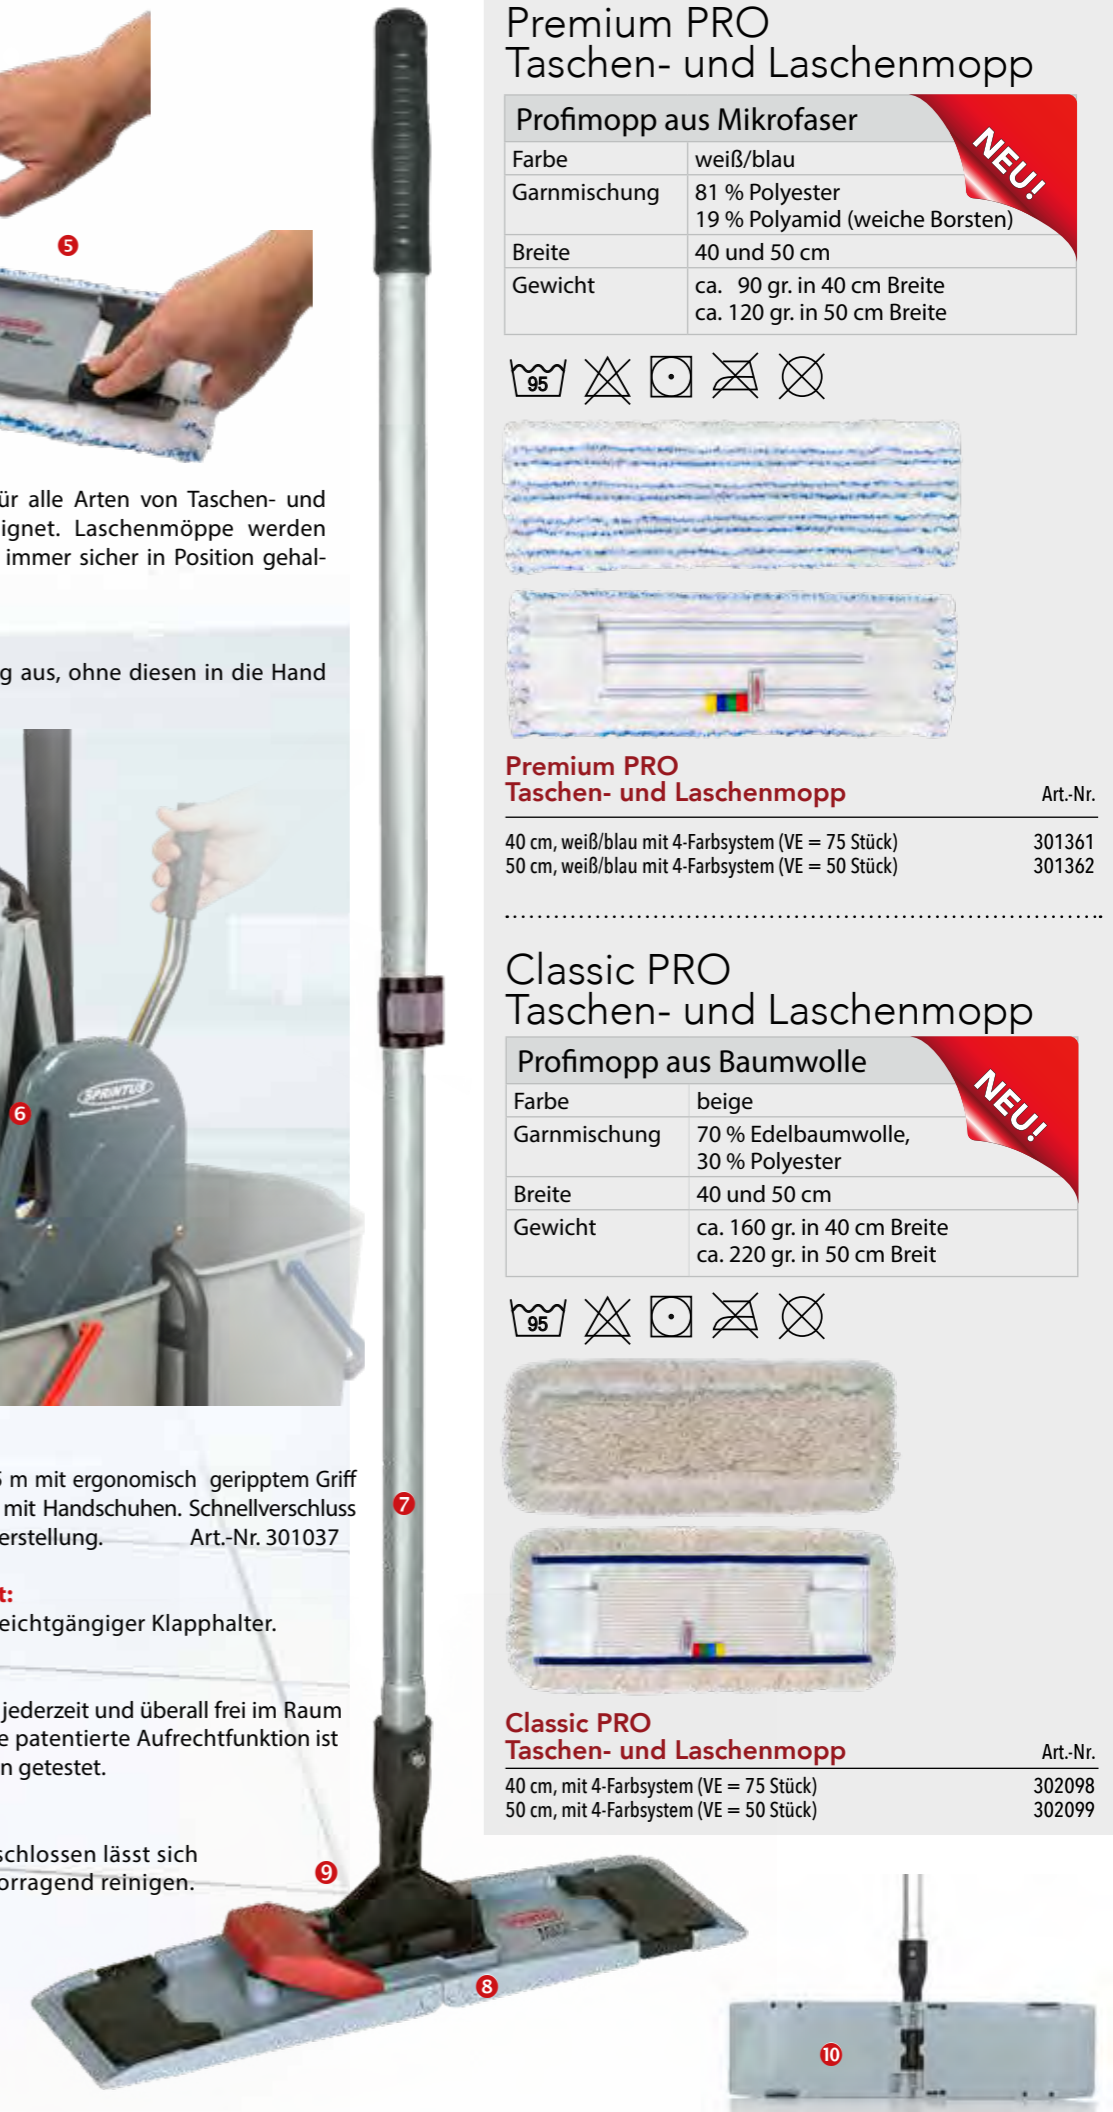 5
ür alle Arten von Taschen- und
ignet. Laschenmöppe werden
immer sicher in Position gehal-
g aus, ohne diesen in die Hand
SPRINTUS
6
5 m mit ergonomisch geripptem Griff
mit Handschuhen. Schnellverschluss
erstellung. Art.-Nr. 301037
t:
eichtgängiger Klapphalter.
jederzeit und überall frei im Raum
e patentierte Aufrechtfunktion ist
n getestet.
schlossen lässt sich
orragend reinigen.
7
9
8
10
Premium PRO
Taschen- und Laschenmopp
Profimopp aus Mikrofaser
NEU!
Farbe weiß/blau
Garnmischung 81 % Polyester
19 % Polyamid (weiche Borsten)
Breite 40 und 50 cm
Gewicht ca. 90 gr. in 40 cm Breite
ca. 120 gr. in 50 cm Breite
95
Premium PRO
Taschen- und Laschenmopp Art.-Nr.
40 cm, weiß/blau mit 4-Farbsystem (VE = 75 Stück) 301361
50 cm, weiß/blau mit 4-Farbsystem (VE = 50 Stück) 301362
Classic PRO
Taschen- und Laschenmopp
Profimopp aus Baumwolle
NEU!
Farbe beige
Garnmischung 70 % Edelbaumwolle,
30 % Polyester
Breite 40 und 50 cm
Gewicht ca. 160 gr. in 40 cm Breite
ca. 220 gr. in 50 cm Breit
95
Classic PRO
Taschen- und Laschenmopp Art.-Nr.
40 cm, mit 4-Farbsystem (VE = 75 Stück) 302098
50 cm, mit 4-Farbsystem (VE = 50 Stück) 302099